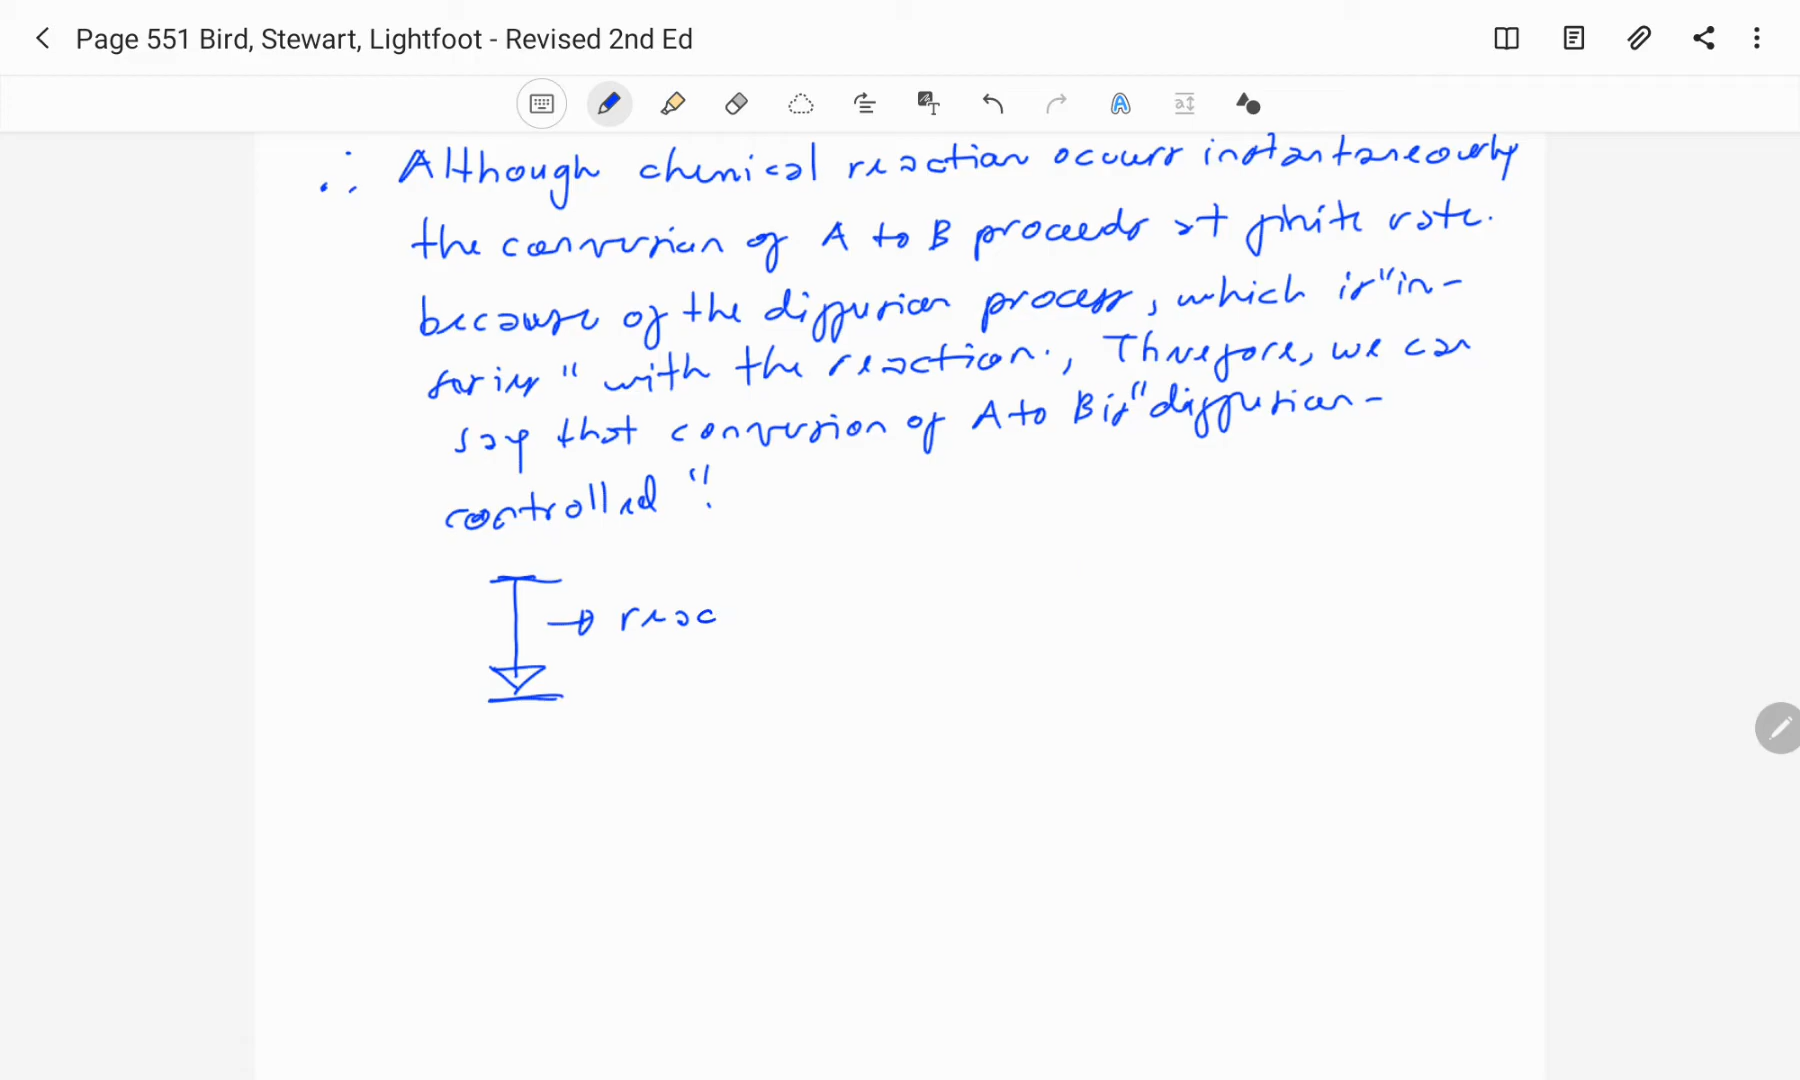 Page 551 Bird, Stewart, Lightfoot - Revised 2nd Ed
∴ Although chemical reaction occurs instantaneously
the conversion of A to B proceeds at finite rate.
because of the diffusion process, which is "in-
series" with the reaction., Therefore, we can
say that conversion of A to B is "diffusion-
controlled".
→ reac